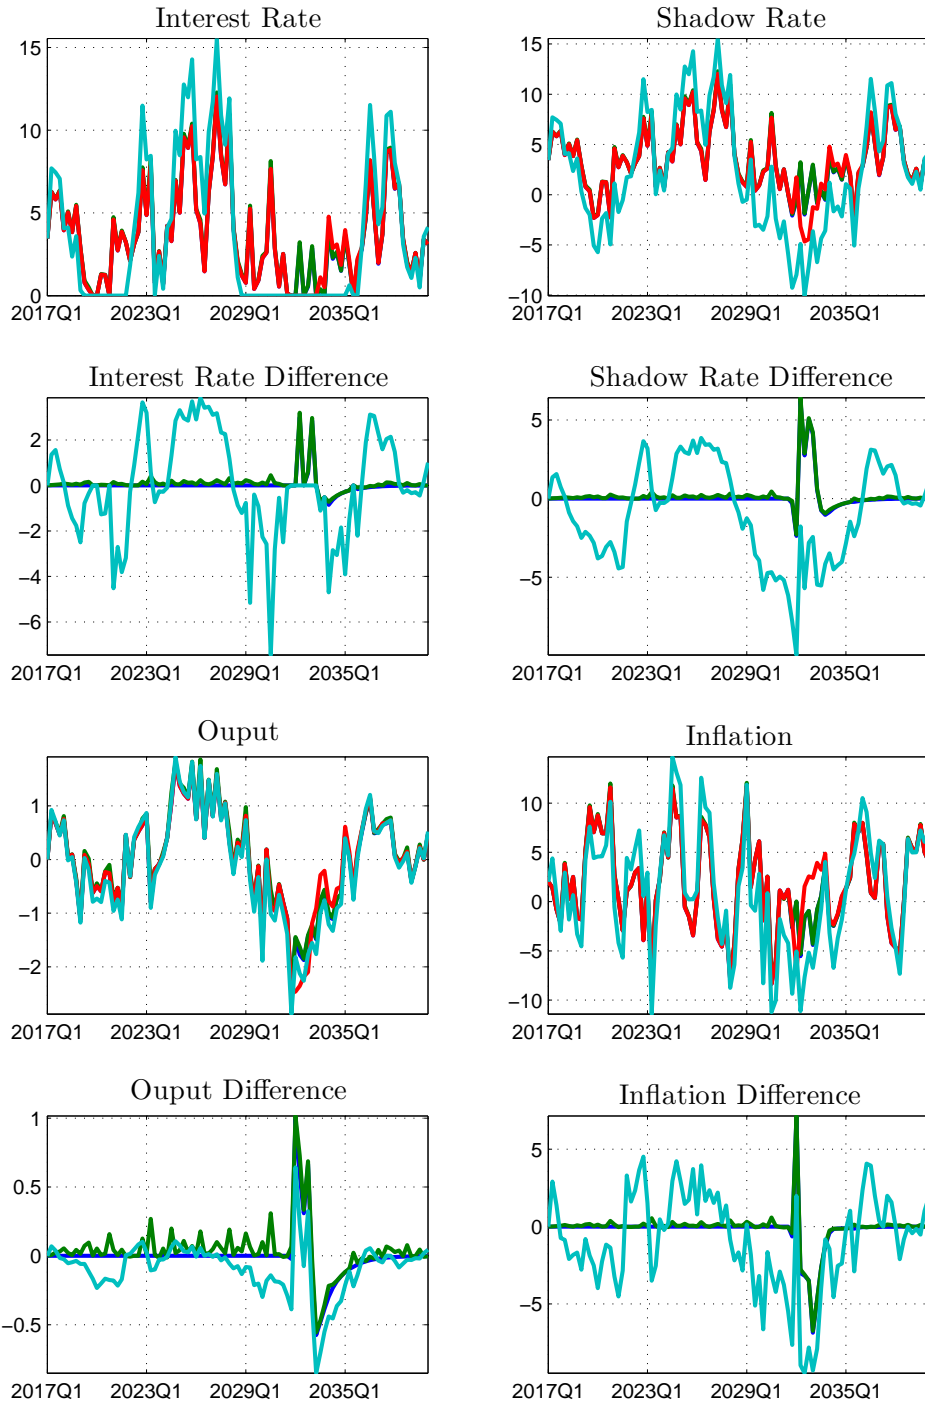 Interest Rate
15
10
5
0
2017Q1 2023Q1 2029Q1 2035Q1
Shadow Rate
15
10
5
0
−5
−10
2017Q1 2023Q1 2029Q1 2035Q1
Interest Rate Difference
2
0
−2
−4
−6
2017Q1 2023Q1 2029Q1 2035Q1
Shadow Rate Difference
5
0
−5
2017Q1 2023Q1 2029Q1 2035Q1
Ouput
1
0
−1
−2
2017Q1 2023Q1 2029Q1 2035Q1
Inflation
10
5
0
−5
−10
2017Q1 2023Q1 2029Q1 2035Q1
Ouput Difference
1
0.5
0
−0.5
2017Q1 2023Q1 2029Q1 2035Q1
Inflation Difference
5
0
−5
2017Q1 2023Q1 2029Q1 2035Q1